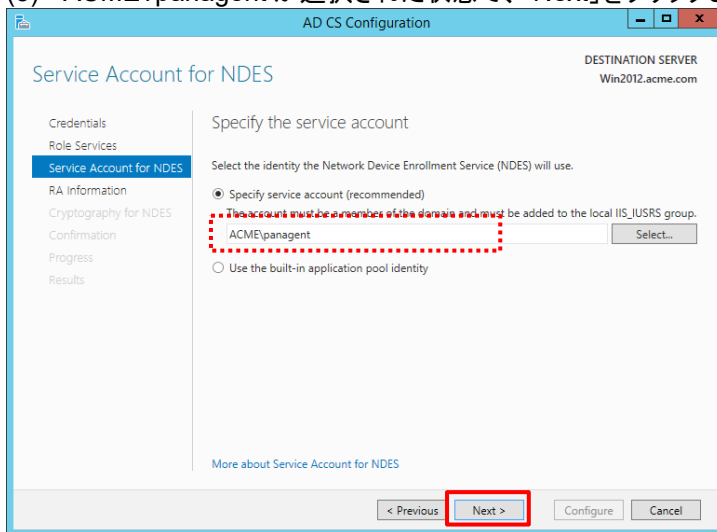 AD CS Configuration
Service Account for NDES
DESTINATION SERVER
Win2012.acme.com
Credentials
Role Services
Service Account for NDES
RA Information
Cryptography for NDES
Confirmation
Progress
Results
Specify the service account
Select the identity the Network Device Enrollment Service (NDES) will use.
Specify service account (recommended)
The account must be a member of the domain and must be added to the local IIS_IUSRS group.
ACME\panagent
Select...
Use the built-in application pool identity
More about Service Account for NDES
< Previous
Next >
Configure
Cancel